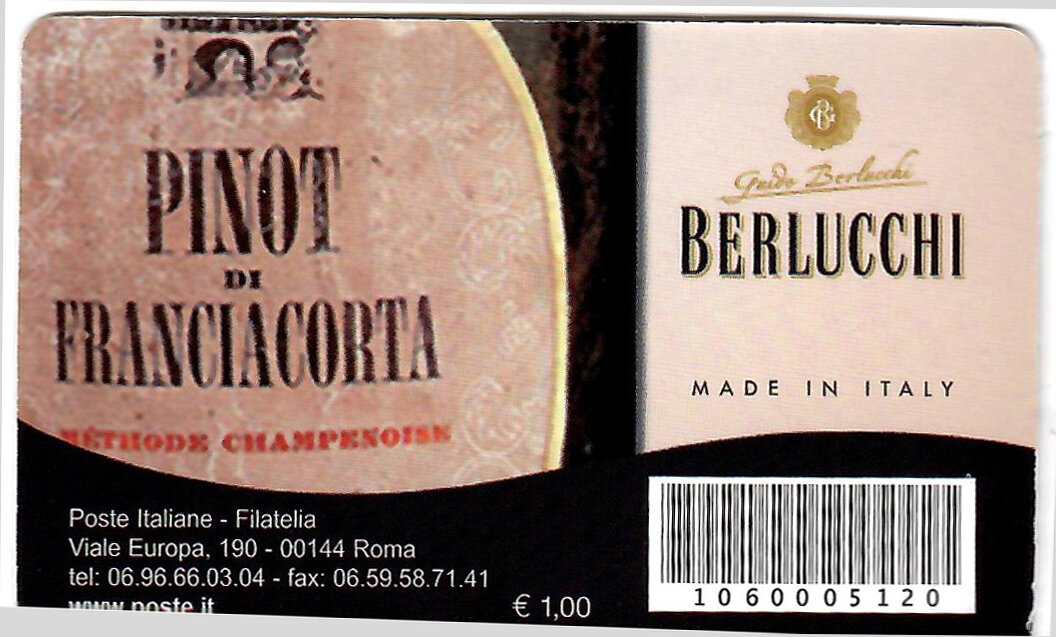 PINOT
DI
FRANCIACORTA
MÉTHODE CHAMPENOISE
Guido Berlucchi
BERLUCCHI
MADE IN ITALY
Poste Italiane - Filatelia
Viale Europa, 190 - 00144 Roma
tel: 06.96.66.03.04 - fax: 06.59.58.71.41
www.poste.it
€ 1,00
1060005120